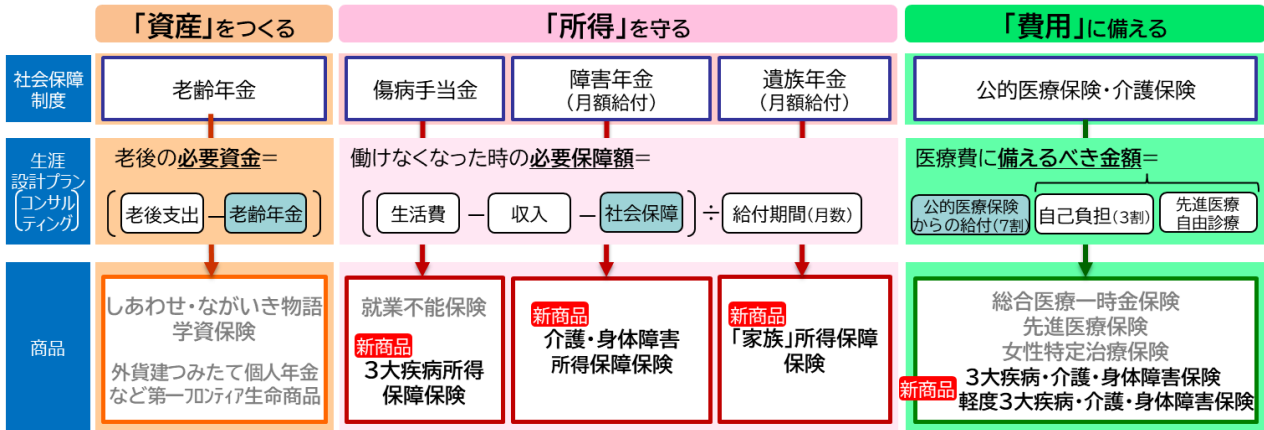 「資産」をつくる
「所得」を守る
「費用」に備える
社会保障
制度
老齢年金
傷病手当金
障害年金
（月額給付）
遺族年金
（月額給付）
公的医療保険・介護保険
生涯
設計プラン
コンサル
ティング
老後の必要資金=
老後支出
－
老齢年金
働けなくなった時の必要保障額=
生活費
－
収入
－
社会保障
÷
給付期間（月数）
医療費に備えるべき金額=
公的医療保険
からの給付（7割）
自己負担（3割）
先進医療
自由診療
商品
しあわせ・ながいき物語
学資保険
外貨建つみたて個人年金
など第一フロンティア生命商品
就業不能保険
新商品
3大疾病所得
保障保険
新商品
介護・身体障害
所得保障保険
新商品
「家族」所得保障
保険
総合医療一時金保険
先進医療保険
女性特定治療保険
新商品
3大疾病・介護・身体障害保険
軽度3大疾病・介護・身体障害保険